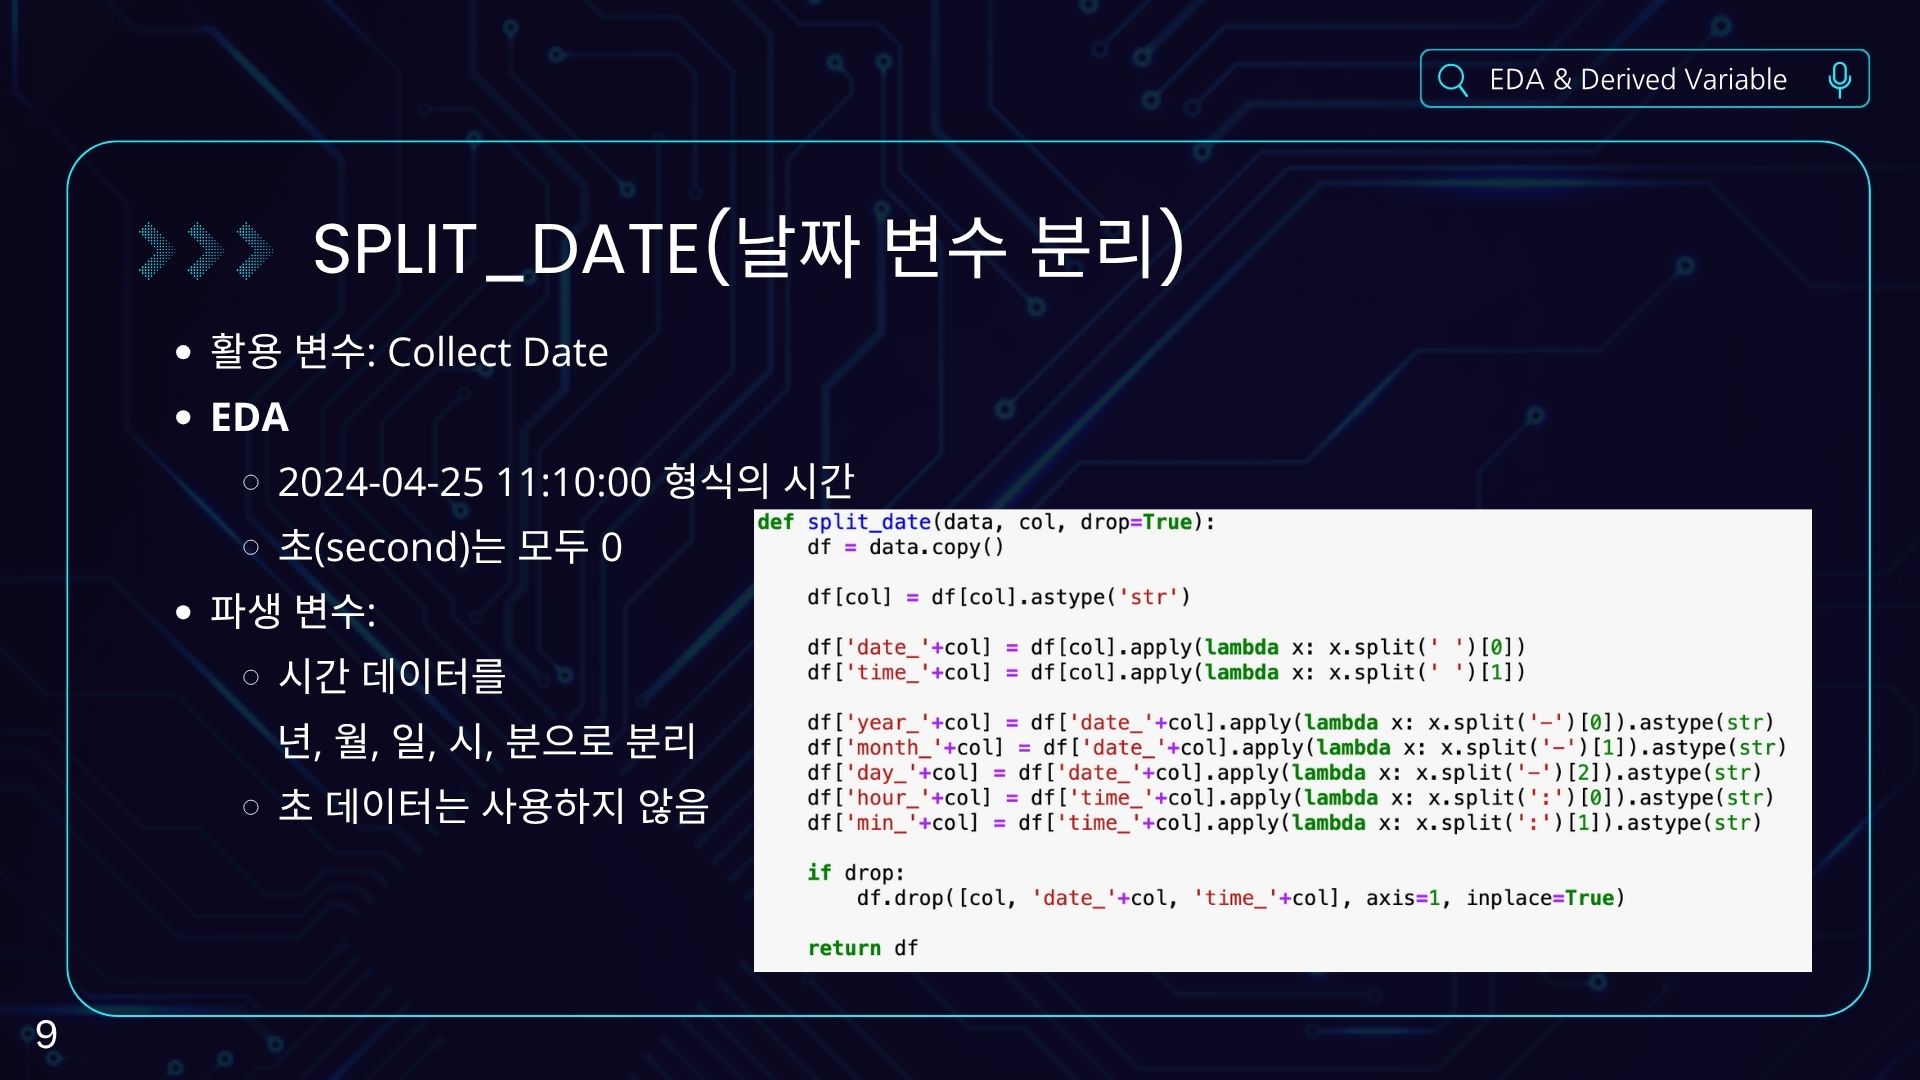 EDA & Derived Variable
SPLIT_DATE(날짜 변수 분리)
활용 변수: Collect Date
EDA
2024-04-25 11:10:00 형식의 시간
초(second)는 모두 0
파생 변수:
시간 데이터를
년, 월, 일, 시, 분으로 분리
초 데이터는 사용하지 않음
def split_date(data, col, drop=True):
    df = data.copy()
    df[col] = df[col].astype('str')
    df['date_'+col] = df[col].apply(lambda x: x.split(' ')[0])
    df['time_'+col] = df[col].apply(lambda x: x.split(' ')[1])
    df['year_'+col] = df['date_'+col].apply(lambda x: x.split('-')[0]).astype(str)
    df['month_'+col] = df['date_'+col].apply(lambda x: x.split('-')[1]).astype(str)
    df['day_'+col] = df['date_'+col].apply(lambda x: x.split('-')[2]).astype(str)
    df['hour_'+col] = df['time_'+col].apply(lambda x: x.split(':')[0]).astype(str)
    df['min_'+col] = df['time_'+col].apply(lambda x: x.split(':')[1]).astype(str)
    if drop:
        df.drop([col, 'date_'+col, 'time_'+col], axis=1, inplace=True)
    return df
9